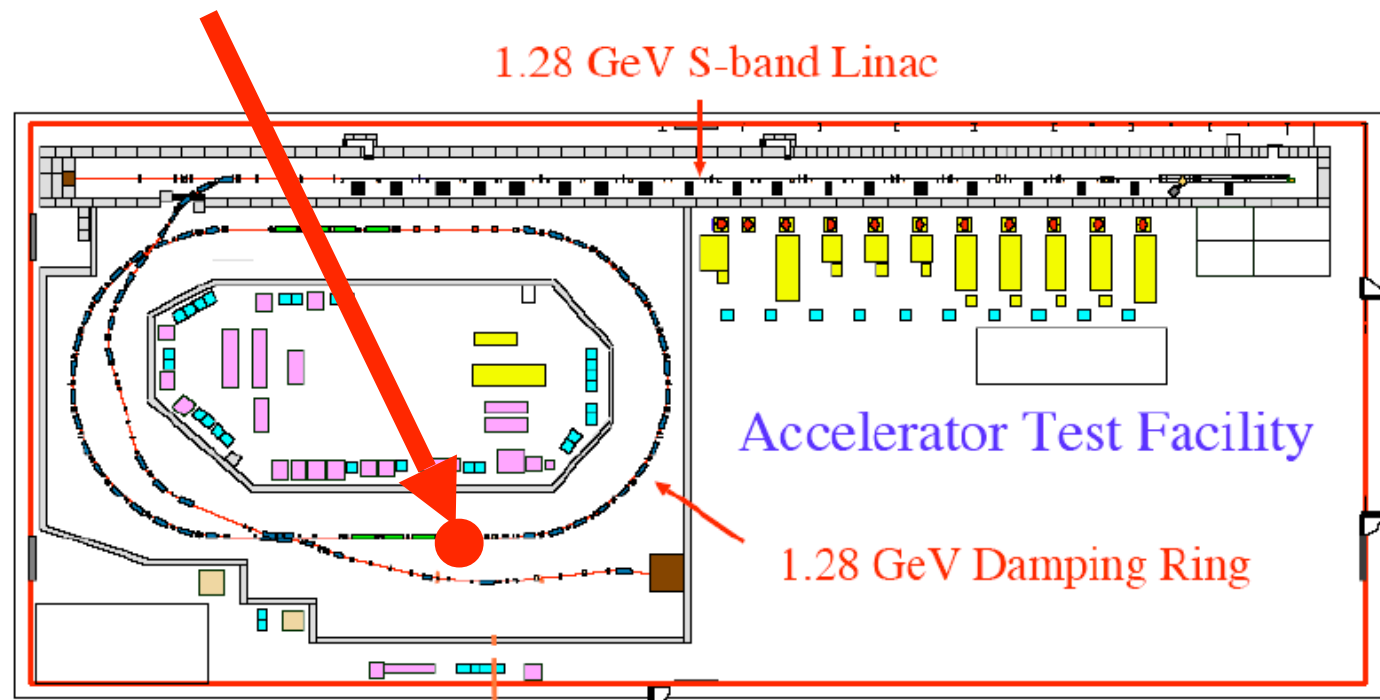 1.28 GeV S-band Linac
Accelerator Test Facility
1.28 GeV Damping Ring